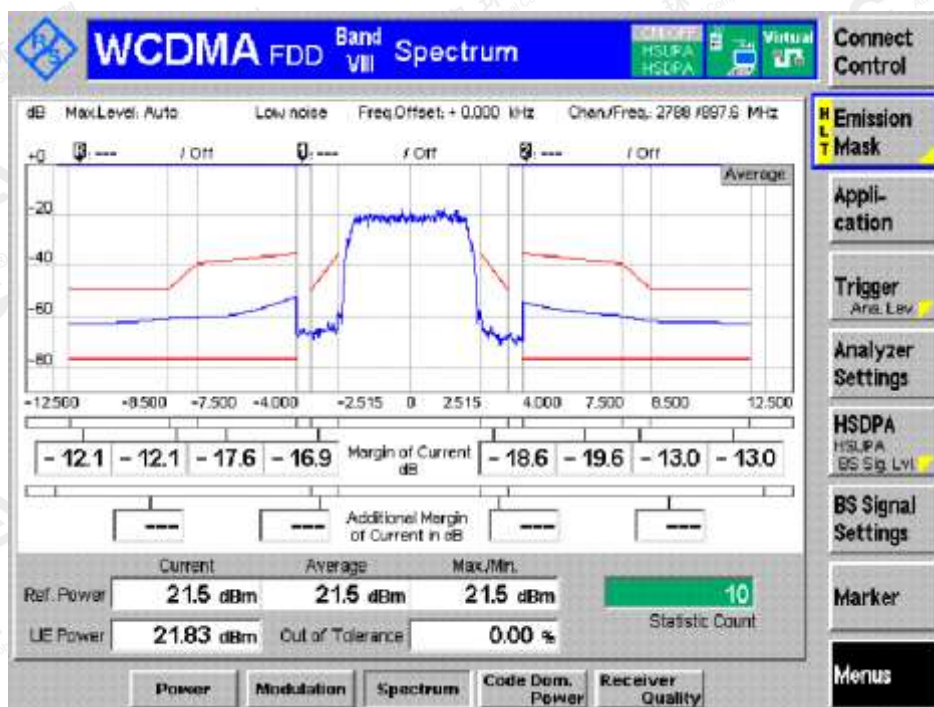 WCDMA FDD Band VIII Spectrum
HSUPA
HSDPA
Virtual
Connect Control
dB Max.Level: Auto Low noise Freq.Offset: + 0.000 kHz Chan./Freq.: 2788 /897.6 MHz
R : --- / Off 1 : --- / Off 2 : --- / Off
Average
+0
-20
-40
-60
-80
-12.500 -8.500 -7.500 -4.000 -2.515 0 2.515 4.000 7.500 8.500 12.500
- 12.1 - 12.1 - 17.6 - 16.9 Margin of Current dB - 18.6 - 19.6 - 13.0 - 13.0
--- --- Additional Margin of Current in dB --- ---
Current Average Max./Min.
Ref. Power 21.5 dBm 21.5 dBm 21.5 dBm 10
Statistic Count
UE Power 21.83 dBm Out of Tolerance 0.00 %
Power Modulation Spectrum Code Dom. Power Receiver Quality
HLT
Emission Mask
Appli-
cation
Trigger
Ana. Lev.
Analyzer
Settings
HSDPA
HSUPA
BS Sig. Lvl.
BS Signal
Settings
Marker
Menus